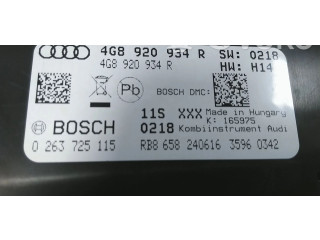 4G8 920 934 R SW: 0218
4G8 920 934 R HW: H14
Pb BOSCH DMC:
11S XXX Made in Hungary
K: 165975
BOSCH 0218 Kombiinstrument Audi
0 263 725 115 RB8 658 240616 3596 0342